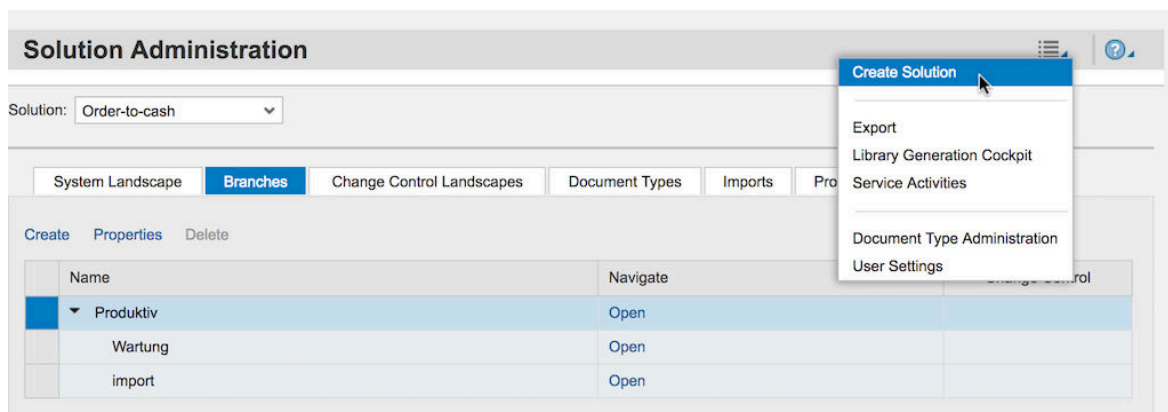 Solution Administration
Create Solution
Solution: Order-to-cash
Export
Library Generation Cockpit
Service Activities
Document Type Administration
User Settings
System Landscape Branches Change Control Landscapes Document Types Imports Pro
Create Properties Delete
Name Navigate
Produktiv Open
Wartung Open
import Open